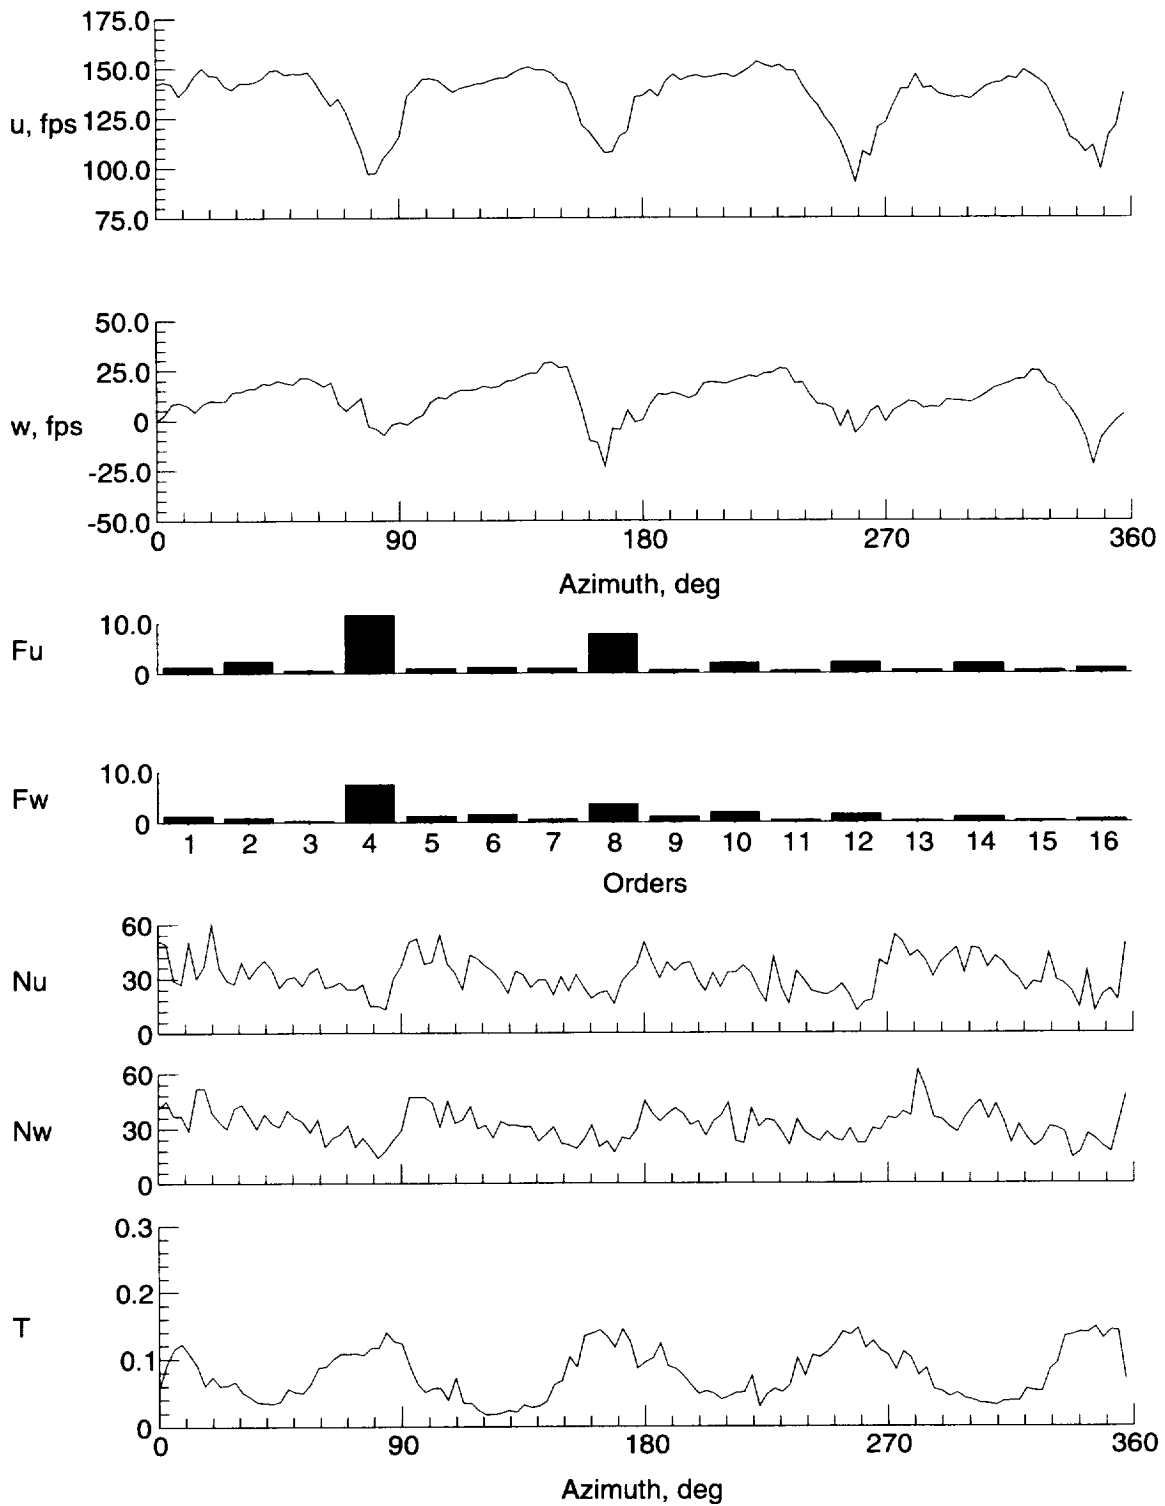 175.0
150.0
u, fps 125.0
100.0
75.0
50.0
25.0
w, fps 0
-25.0
-50.0
0 90 180 270 360
Azimuth, deg
Fu 10.0
0
Fw 10.0
0
1 2 3 4 5 6 7 8 9 10 11 12 13 14 15 16
Orders
60
Nu 30
0
60
Nw 30
0
0.3
0.2
T
0.1
0
0 90 180 270 360
Azimuth, deg